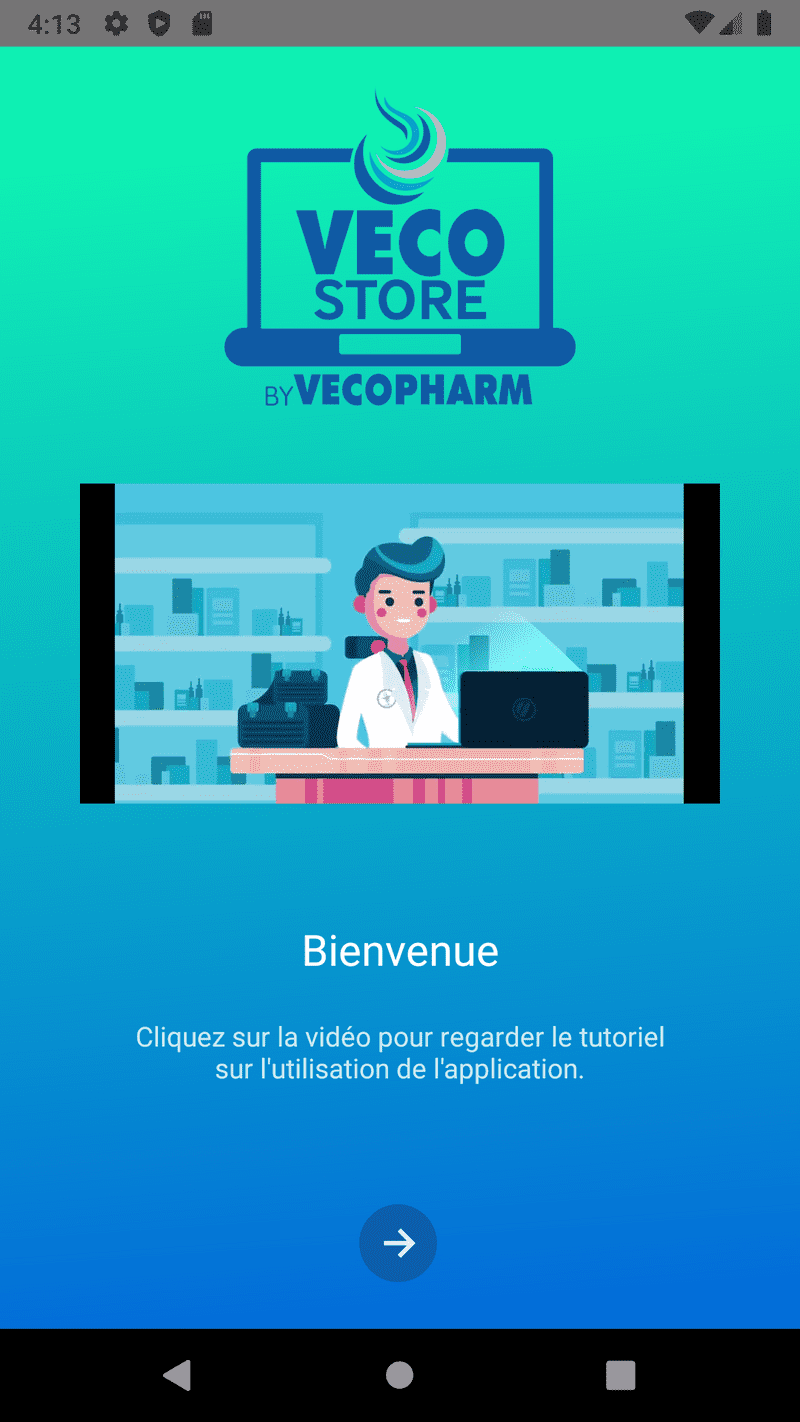 4:13
VECO
STORE
BY VECOPHARM
Bienvenue
Cliquez sur la vidéo pour regarder le tutoriel
sur l'utilisation de l'application.